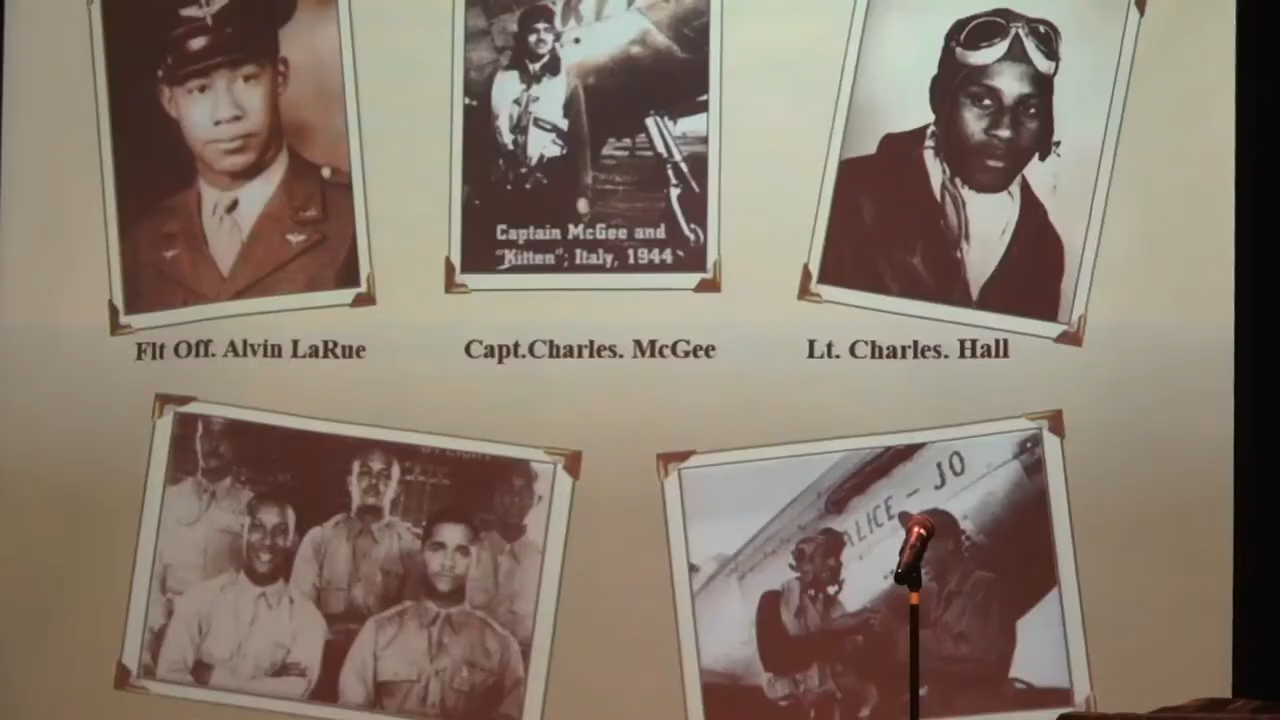 Captain McGee and
"Kitten"; Italy, 1944
Flt Off. Alvin LaRue
Capt.Charles. McGee
Lt. Charles. Hall
ALICE - JO